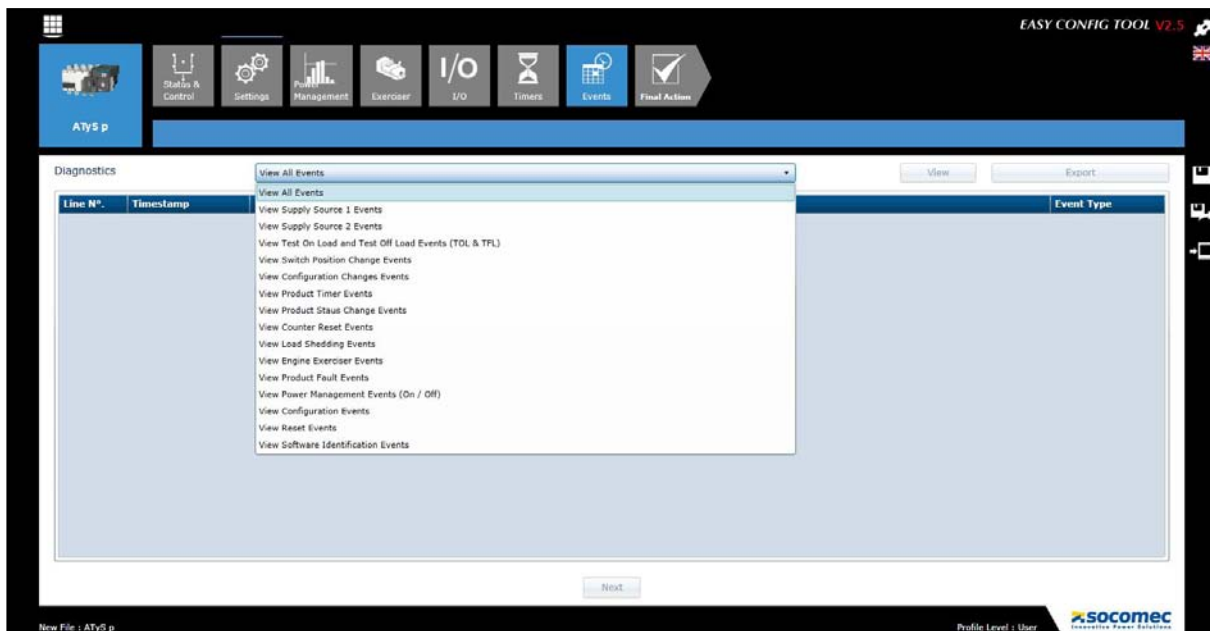 EASY CONFIG TOOL V2.5
Status & Control
Settings
Power Management
Exerciser
I/O
I/O
Timers
Events
Final Action
ATyS p
Diagnostics
View All Events
View
Export
Line Nº.
Timestamp
Event Type
View All Events
View Supply Source 1 Events
View Supply Source 2 Events
View Test On Load and Test Off Load Events (TOL & TFL)
View Switch Position Change Events
View Configuration Changes Events
View Product Timer Events
View Product Staus Change Events
View Counter Reset Events
View Load Shedding Events
View Engine Exerciser Events
View Product Fault Events
View Power Management Events (On / Off)
View Configuration Events
View Reset Events
View Software Identification Events
Next
New File : ATyS p
Profile Level : User
socomec
Innovative Power Solutions